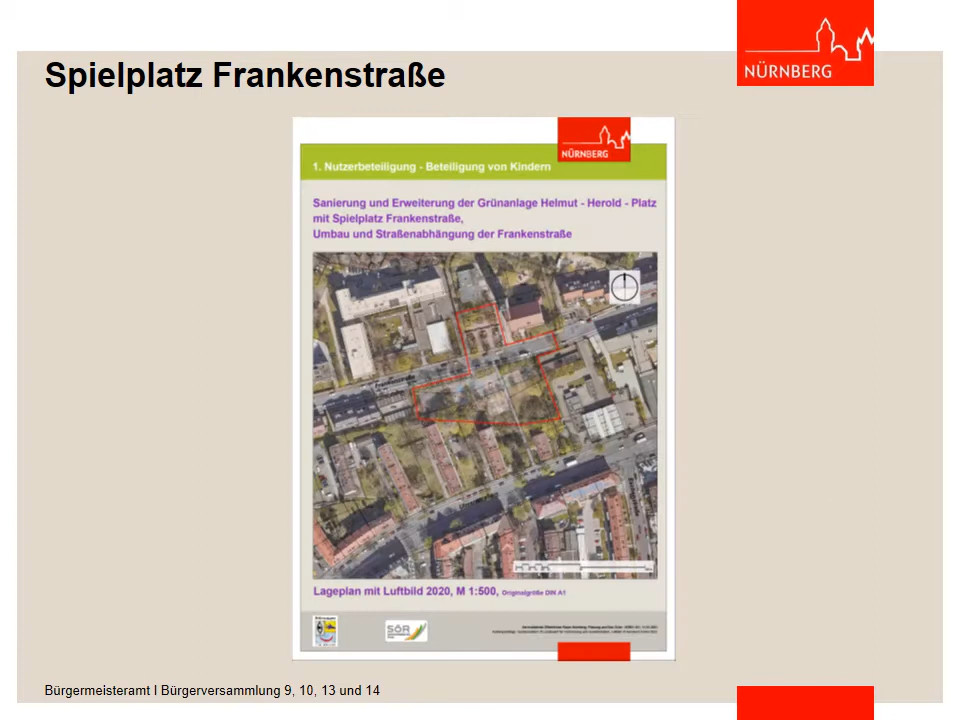 NÜRNBERG
Spielplatz Frankenstraße
NÜRNBERG
1. Nutzerbeteiligung - Beteiligung von Kindern
Sanierung und Erweiterung der Grünanlage Helmut - Herold - Platz
mit Spielplatz Frankenstraße,
Umbau und Straßenabhängung der Frankenstraße
Frankenstraße
Lageplan mit Luftbild 2020, M 1:500, Originalgröße DIN A1
SÖR
Bürgermeisteramt I Bürgerversammlung 9, 10, 13 und 14